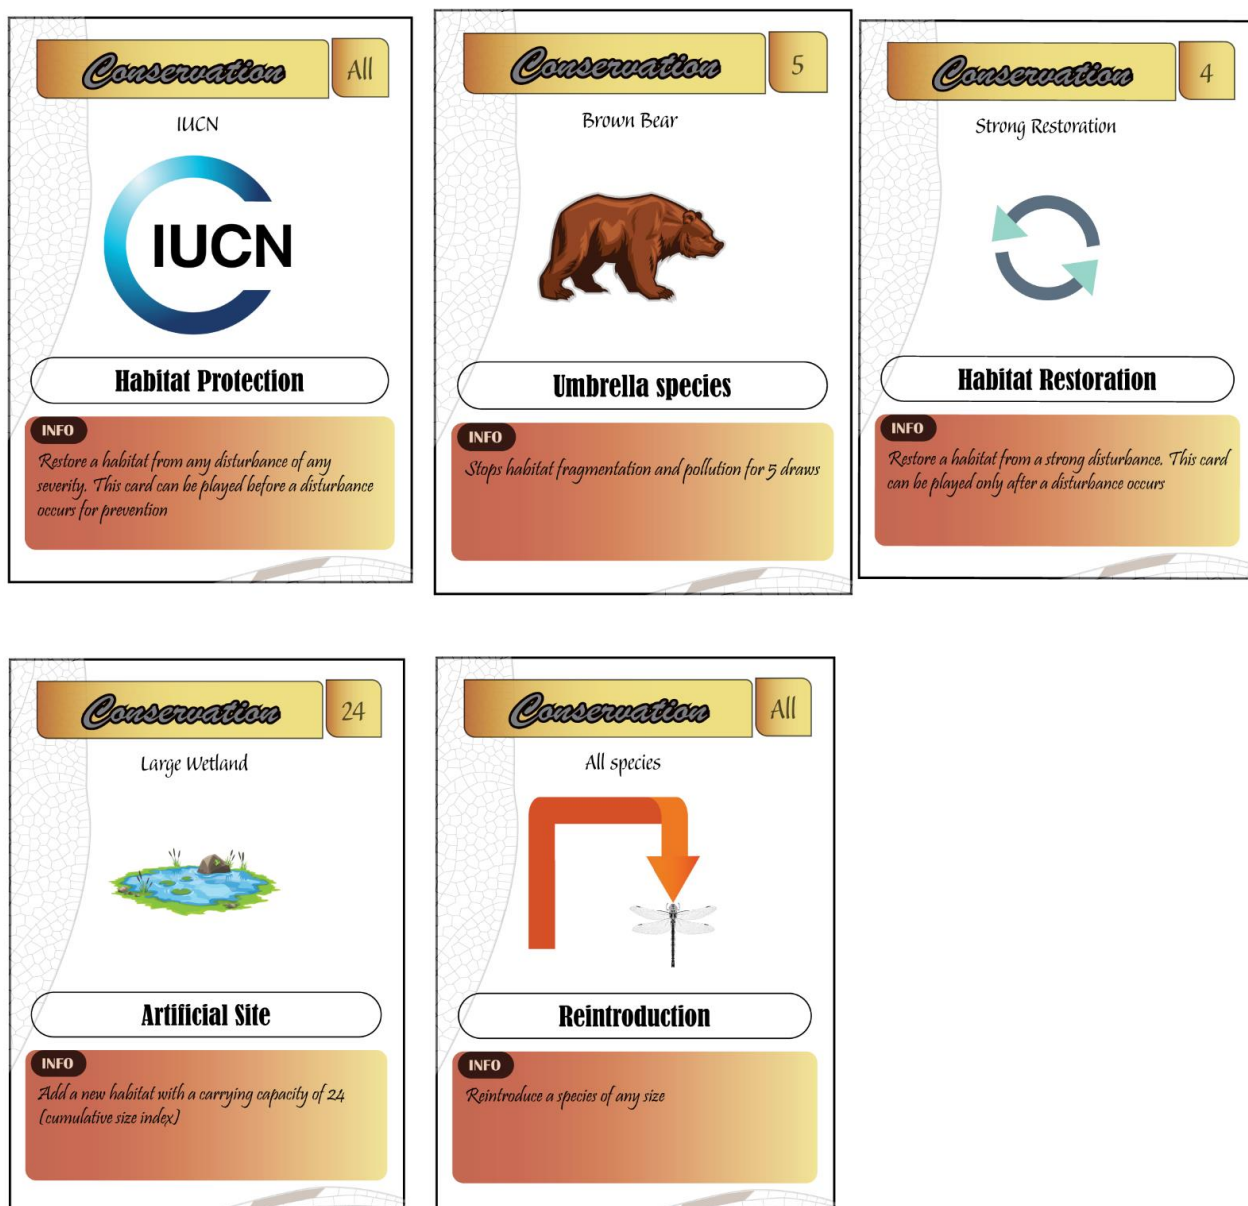 Conservation All
IUCN
IUCN
Habitat Protection
INFO
Restore a habitat from any disturbance of any
severity. This card can be played before a disturbance
occurs for prevention
Conservation 5
Brown Bear
Umbrella species
INFO
Stops habitat fragmentation and pollution for 5 draws
Conservation 4
Strong Restoration
Habitat Restoration
INFO
Restore a habitat from a strong disturbance. This card
can be played only after a disturbance occurs
Conservation 24
Large Wetland
Artificial Site
INFO
Add a new habitat with a carrying capacity of 24
(cumulative size index)
Conservation All
All species
Reintroduction
INFO
Reintroduce a species of any size